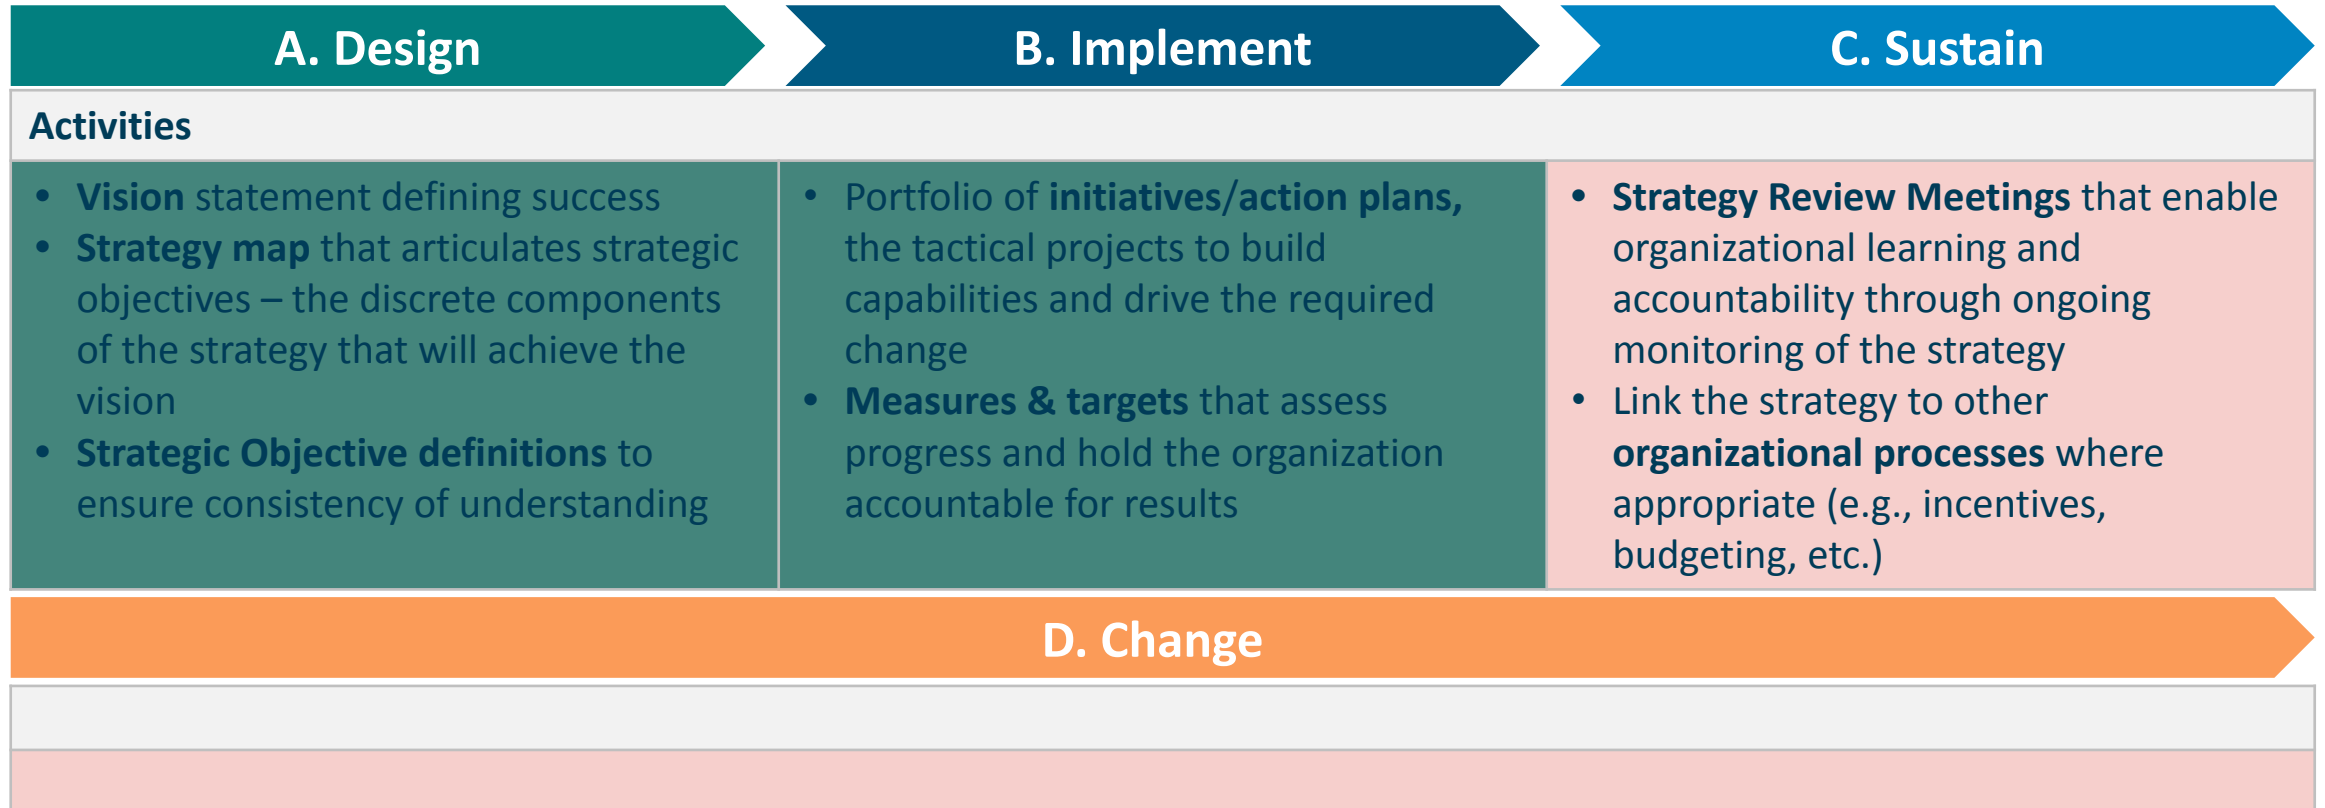 A. Design
B. Implement
C. Sustain
Activities
• Vision statement defining success
• Strategy map that articulates strategic
objectives – the discrete components
of the strategy that will achieve the
vision
• Strategic Objective definitions to
ensure consistency of understanding
• Portfolio of initiatives/action plans,
the tactical projects to build
capabilities and drive the required
change
• Measures & targets that assess
progress and hold the organization
accountable for results
• Strategy Review Meetings that enable
organizational learning and
accountability through ongoing
monitoring of the strategy
• Link the strategy to other
organizational processes where
appropriate (e.g., incentives,
budgeting, etc.)
D. Change